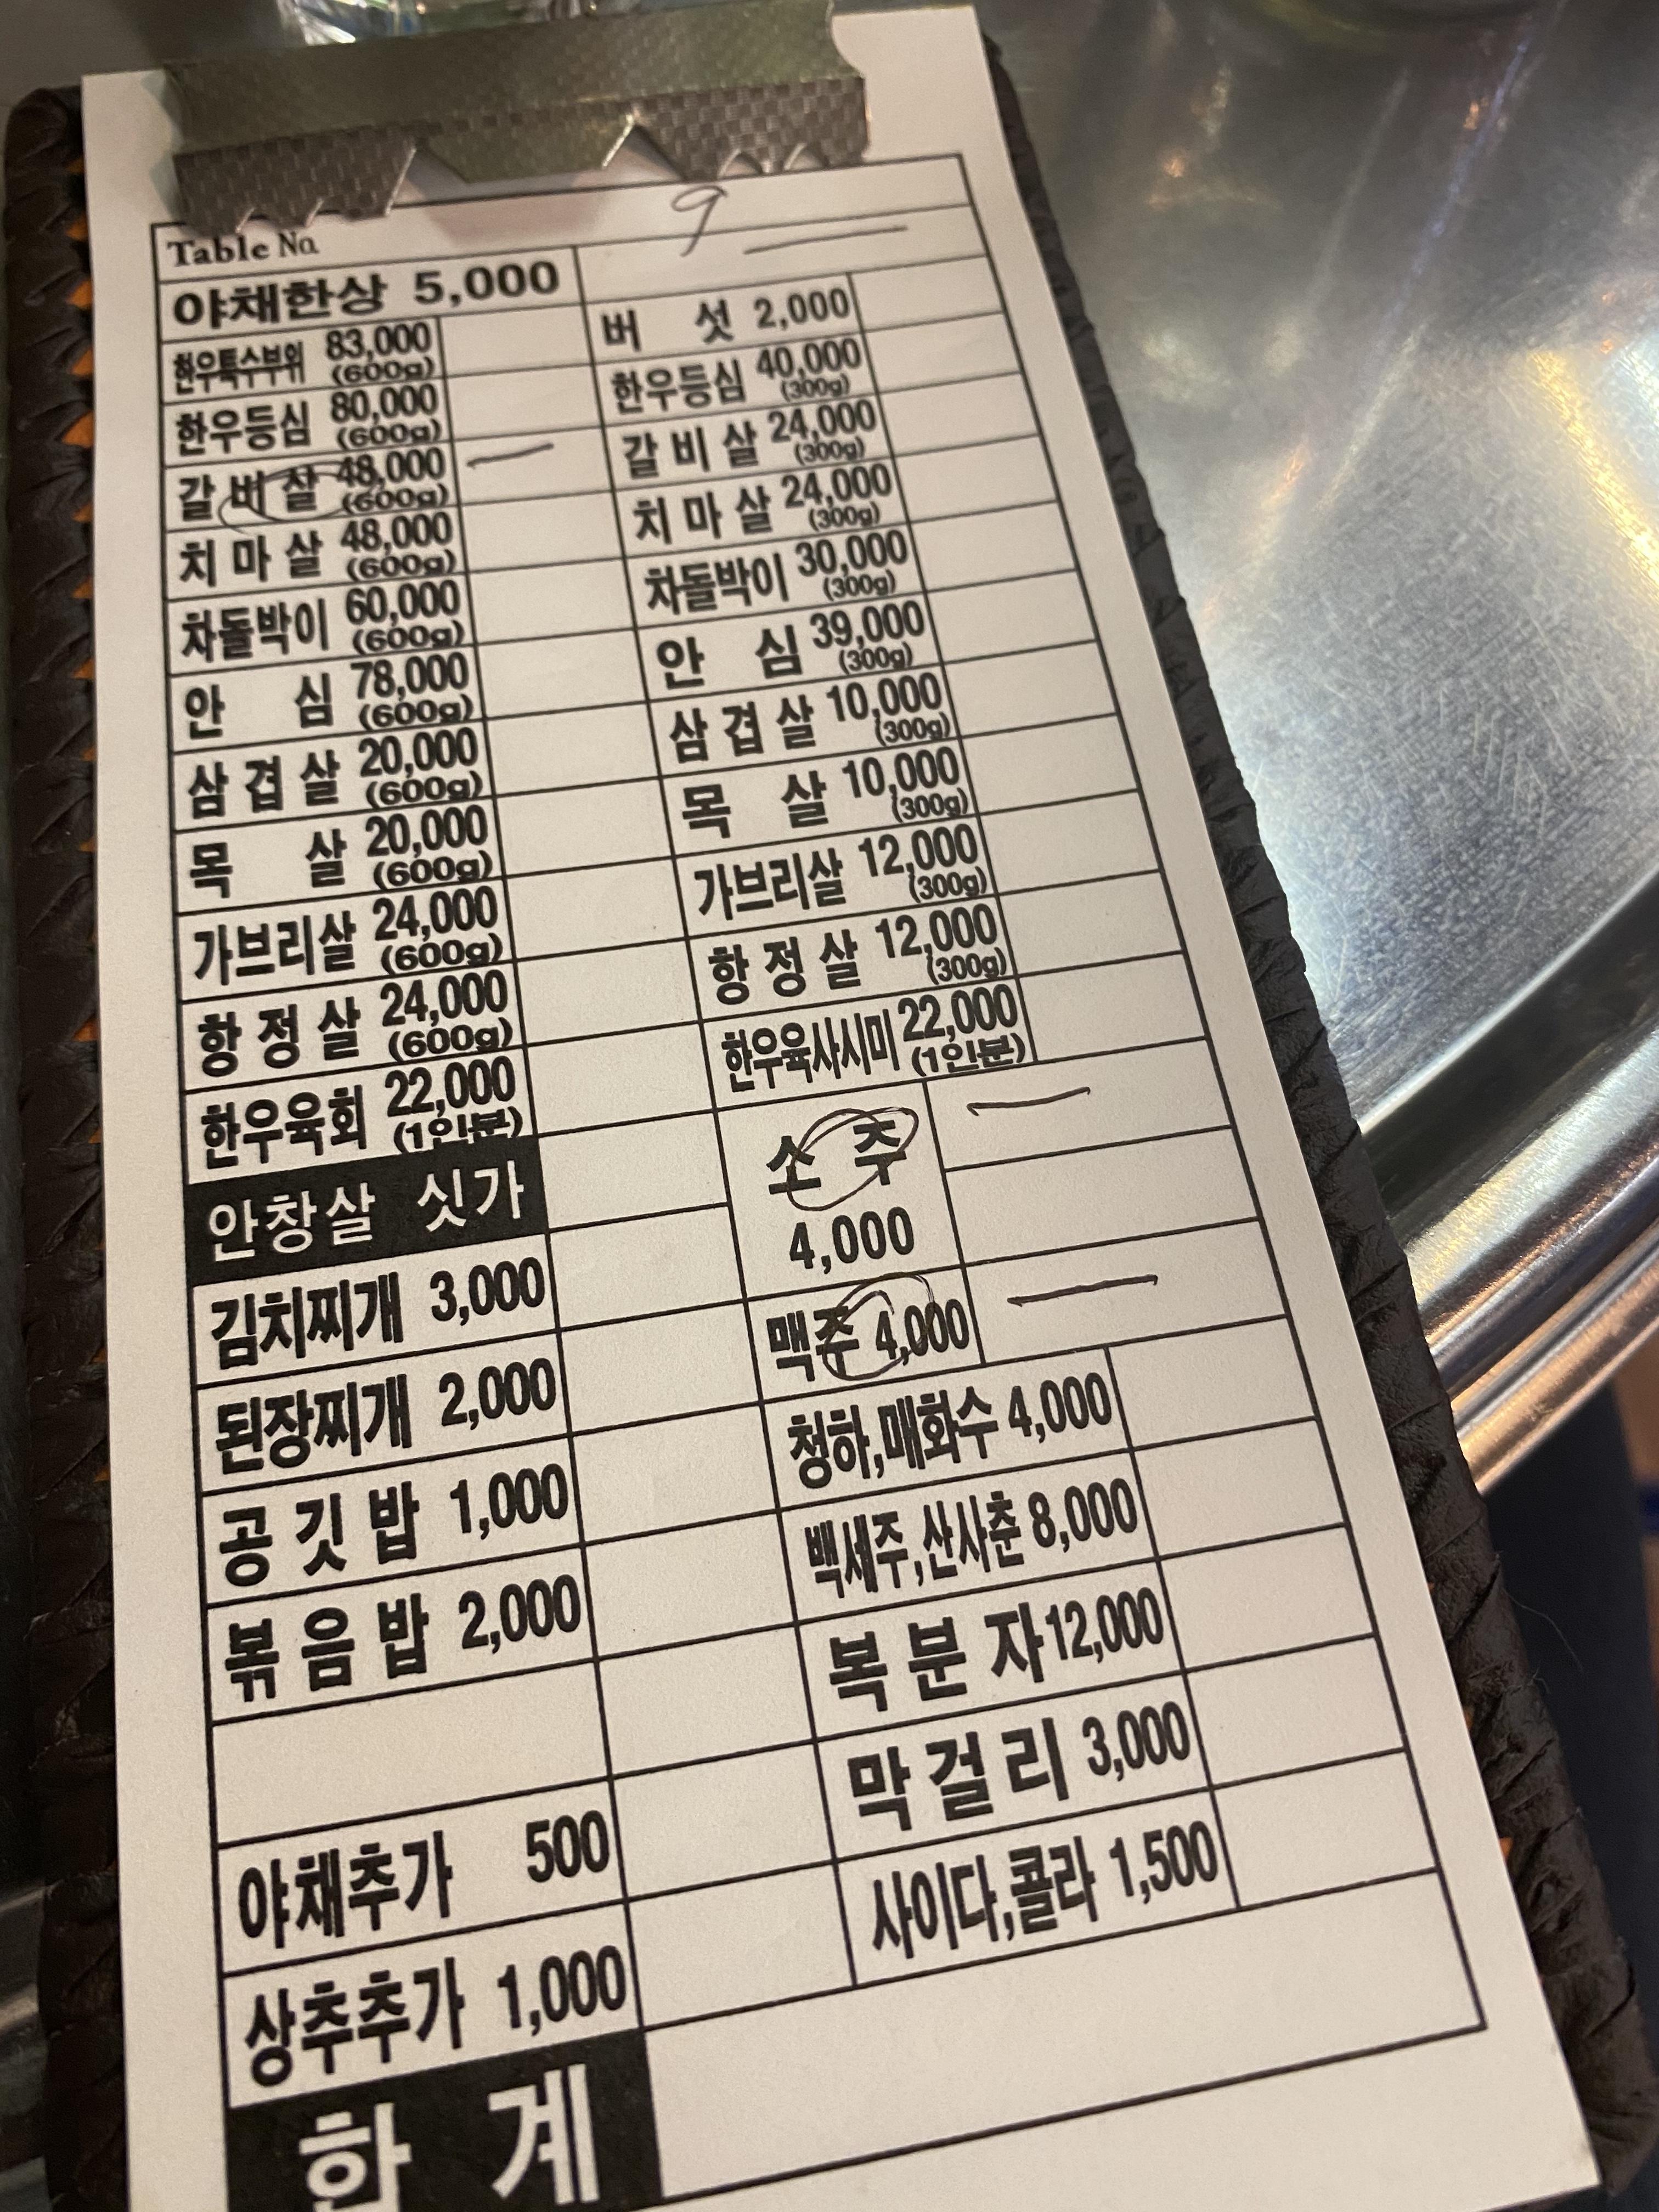 Table No. 9
야채한상 5,000
한우특수부위 83,000 (600g) 버 섯 2,000
한우등심 80,000 (600g) 한우등심 40,000 (300g)
갈비살 48,000 (600g) 갈비살 24,000 (300g)
치마살 48,000 (600g) 치마살 24,000 (300g)
차돌박이 60,000 (600g) 차돌박이 30,000 (300g)
안 심 78,000 (600g) 안 심 39,000 (300g)
삼겹살 20,000 (600g) 삼겹살 10,000 (300g)
목 살 20,000 (600g) 목 살 10,000 (300g)
가브리살 24,000 (600g) 가브리살 12,000 (300g)
항정살 24,000 (600g) 항정살 12,000 (300g)
한우육회 22,000 (1인분) 한우육사시미 22,000 (1인분)
안창살 싯가 소 주 4,000
김치찌개 3,000 맥주 4,000
된장찌개 2,000 청하,매화수 4,000
공깃밥 1,000 백세주,산사춘 8,000
볶음밥 2,000 복분자 12,000
막걸리 3,000
야채추가 500 사이다,콜라 1,500
상추추가 1,000
합 계